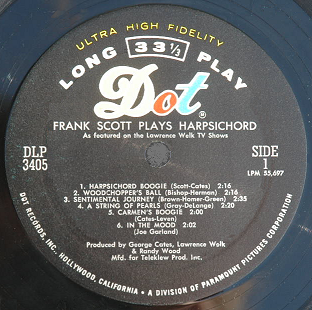 ULTRA HIGH FIDELITY
LONG 33 1/3 PLAY
Dot®
FRANK SCOTT PLAYS HARPSICHORD
As featured on the Lawrence Welk TV Shows
DLP
3405
SIDE
1
LPM 55,697
1. HARPSICHORD BOOGIE (Scott-Cates) 2:16
2. WOODCHOPPER'S BALL (Bishop-Herman) 2:16
3. SENTIMENTAL JOURNEY (Brown-Homer-Green) 2:35
4. A STRING OF PEARLS (Gray-DeLange) 2:20
5. CARMEN'S BOOGIE 2:00
(Cates-Leven)
6. IN THE MOOD 2:02
(Joe Garland)
Produced by George Cates, Lawrence Welk
& Randy Wood
Mfd. for Teleklew Prod. Inc.
DOT RECORDS, INC., HOLLYWOOD, CALIFORNIA • A DIVISION OF PARAMOUNT PICTURES CORPORATION